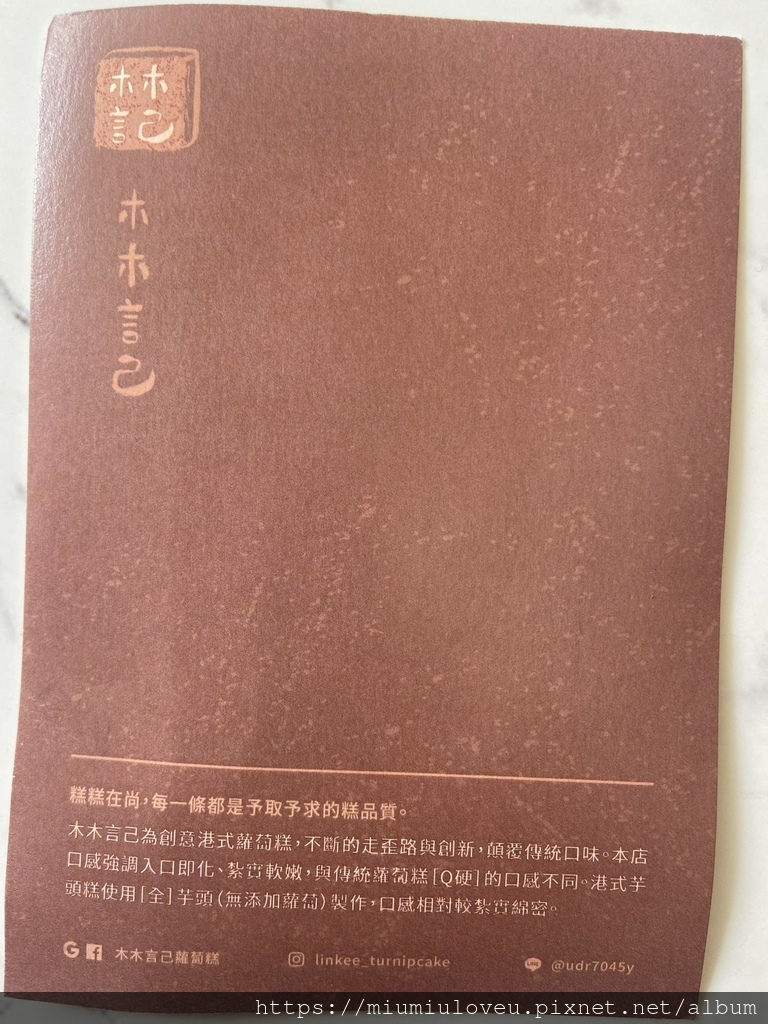 木木
言己
木木言己
糕糕在尚,每一條都是予取予求的糕品質。
木木言己為創意港式蘿蔔糕,不斷的走歪路與創新,顛覆傳統口味。本店
口感強調入口即化、紮實軟嫩,與傳統蘿蔔糕[Q硬]的口感不同。港式芋
頭糕使用[全]芋頭(無添加蘿蔔)製作,口感相對較紮實綿密。
木木言己蘿蔔糕 linkee_turnipcake @udr7045y
https://miumiuloveu.pixnet.net/album